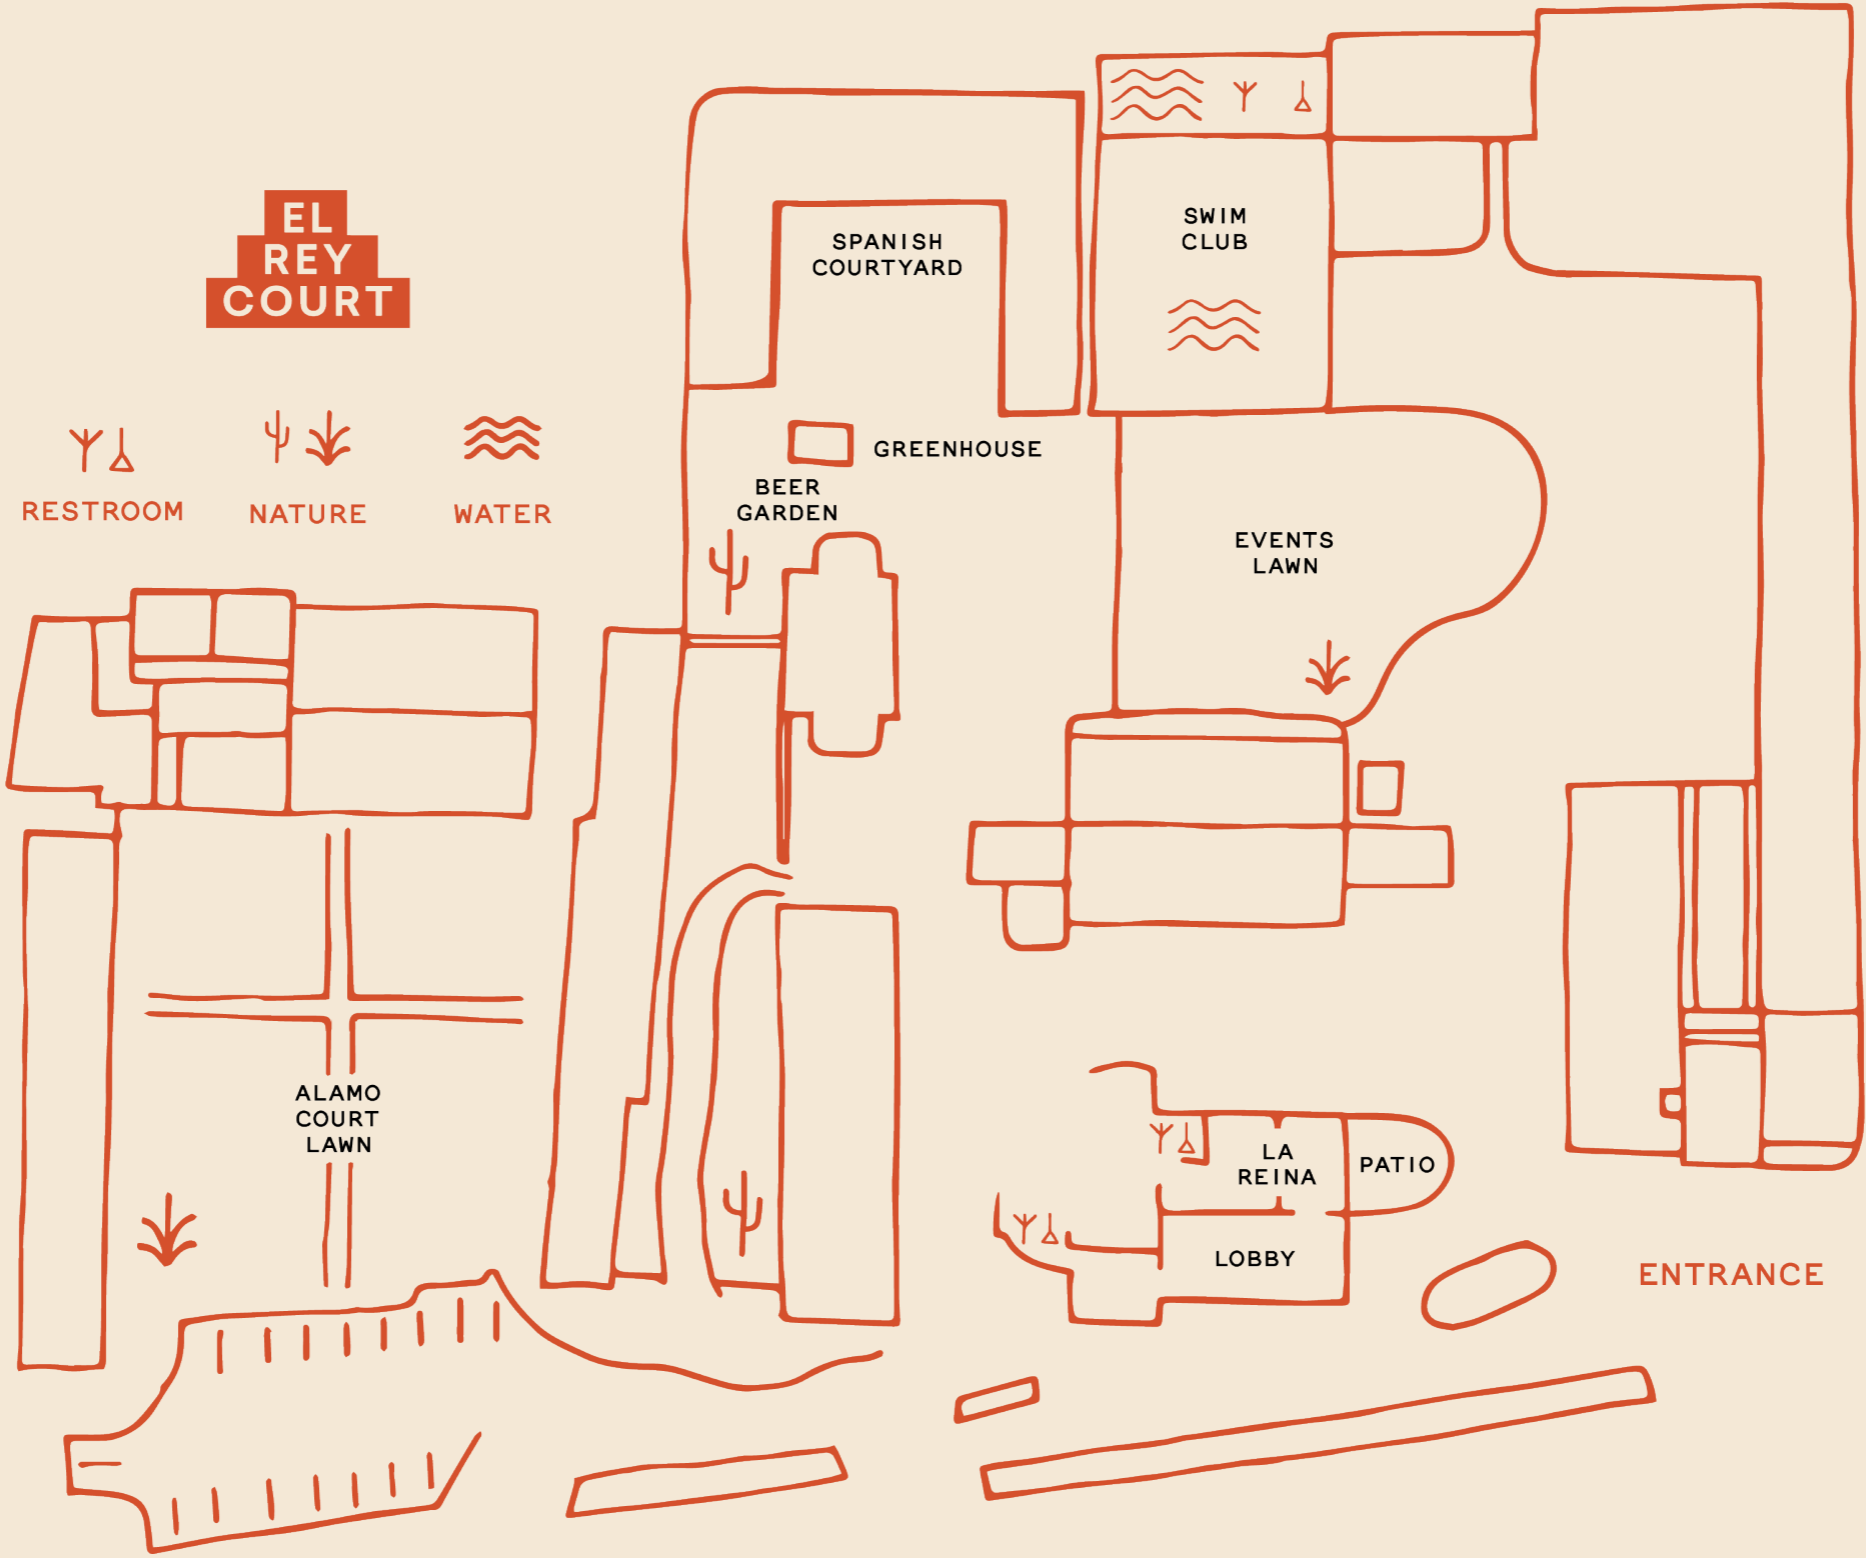 EL
REY
COURT
RESTROOM
NATURE
WATER
SPANISH
COURTYARD
SWIM
CLUB
GREENHOUSE
BEER
GARDEN
EVENTS
LAWN
ALAMO
COURT
LAWN
LA
REINA
PATIO
LOBBY
ENTRANCE